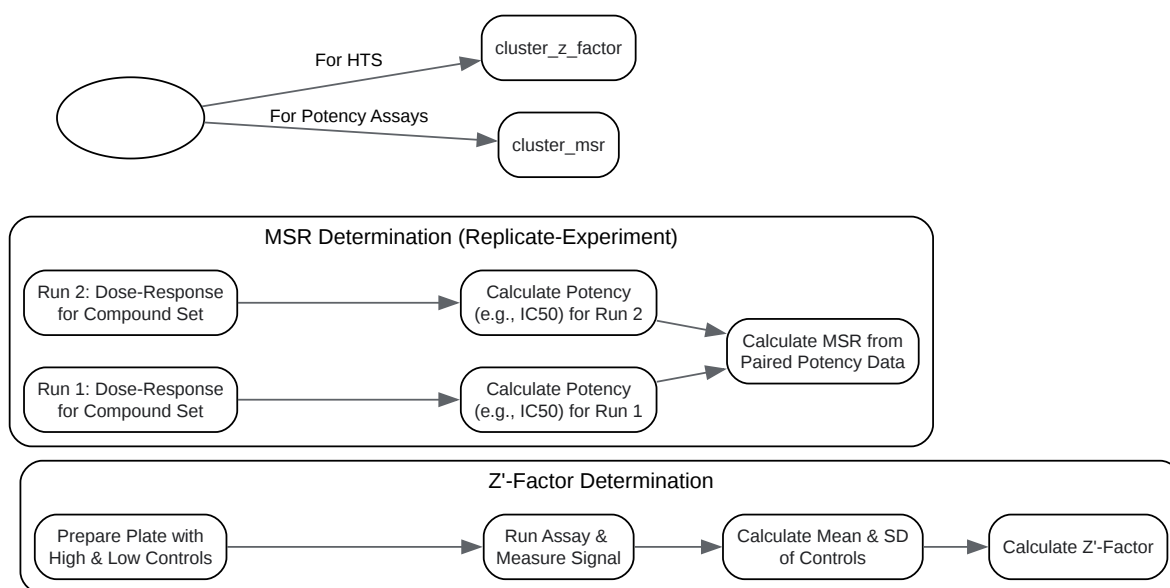 For HTS
cluster_z_factor
For Potency Assays
cluster_msr
MSR Determination (Replicate-Experiment)
Run 2: Dose-Response
for Compound Set
Calculate Potency
(e.g., IC50) for Run 2
Calculate MSR from
Paired Potency Data
Run 1: Dose-Response
for Compound Set
Calculate Potency
(e.g., IC50) for Run 1
Z'-Factor Determination
Prepare Plate with
High & Low Controls
Run Assay &
Measure Signal
Calculate Mean & SD
of Controls
Calculate Z'-Factor